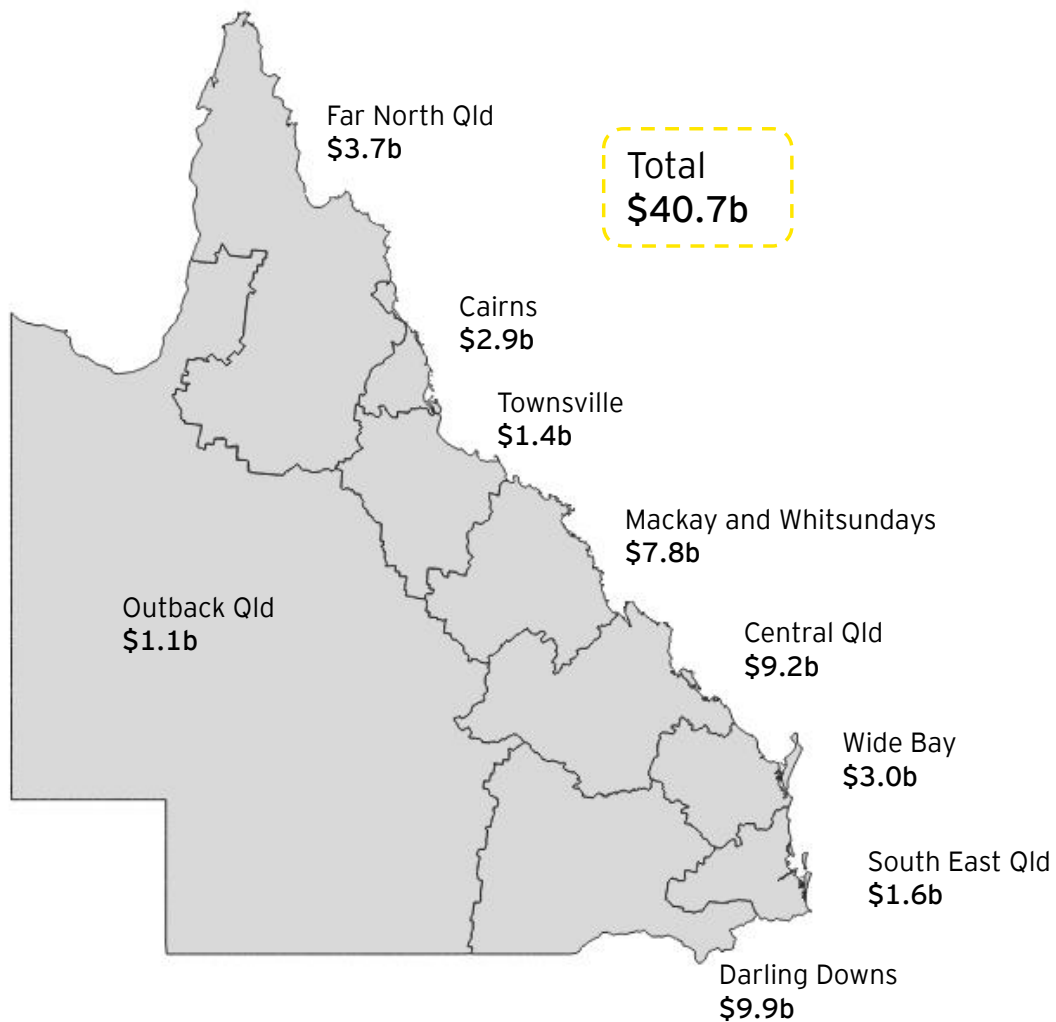 Far North Qld
$3.7b
Total
$40.7b
Cairns
$2.9b
Townsville
$1.4b
Mackay and Whitsundays
$7.8b
Outback Qld
$1.1b
Central Qld
$9.2b
Wide Bay
$3.0b
South East Qld
$1.6b
Darling Downs
$9.9b